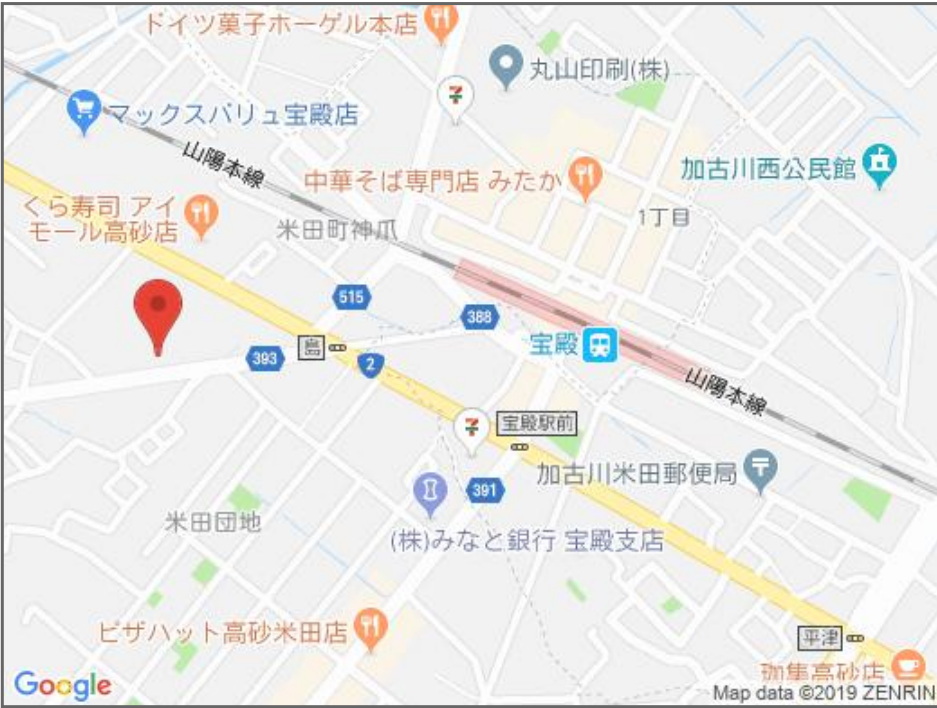 ドイツ菓子ホーゲル本店
丸山印刷(株)
マックスバリュ宝殿店
山陽本線
中華そば専門店 みたか
加古川西公民館
くら寿司 アイ
モール高砂店
米田町神爪
1丁目
515
388
島
393
2
宝殿
山陽本線
宝殿駅前
加古川米田郵便局
391
米田団地
(株)みなと銀行 宝殿支店
ピザハット高砂米田店
平津
珈集高砂店
Google
Map data ©2019 ZENRIN